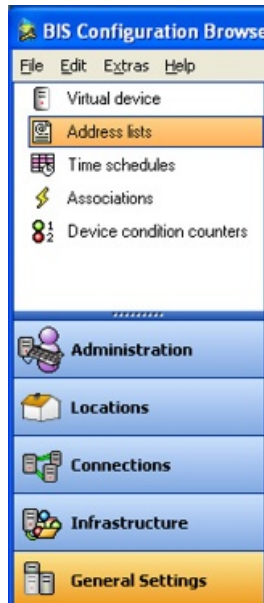 BIS Configuration Browse
File Edit Extras Help
Virtual device
Address lists
Time schedules
Associations
Device condition counters
Administration
Locations
Connections
Infrastructure
General Settings